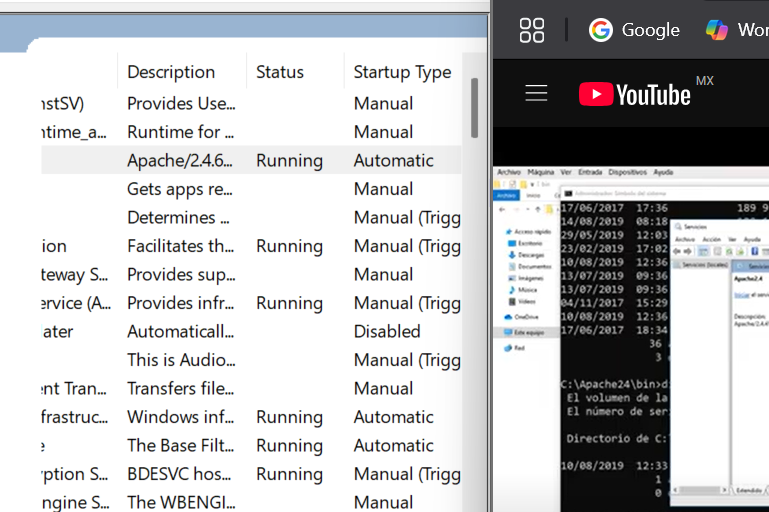 Description Status Startup Type
nstSV) Provides Use... Manual
ntime_a... Runtime for ... Manual
Apache/2.4.6... Running Automatic
Gets apps re... Manual
Determines ... Manual (Trigg
ion Facilitates th... Running Manual (Trigg
ateway S... Provides sup... Manual
ervice (A... Provides infr... Running Manual (Trigg
ater Automaticall... Disabled
This is Audio... Manual (Trigg
ent Tran... Transfers file... Manual
frastruc... Windows inf... Running Automatic
e The Base Filt... Running Automatic
yption S... BDESVC hos... Running Manual (Trigg
ngine S... The WBENGI... Manual
Google
Wor
YouTube MX
Archivo Máquina Ver Entrada Dispositivos Ayuda
Archivo Inicio
Administrador: Símbolo del sistema
Acceso rápido
Escritorio
Descargas
Documentos
Imágenes
Música
Vídeos
OneDrive
Este equipo
Red
17/06/2017 17:36 189 9
14/08/2019 08:18
29/05/2019 12:03
23/02/2019 17:02
10/08/2019 12:36
13/07/2019 09:36
13/07/2019 09:36
04/11/2017 15:29
10/08/2019 12:36
17/06/2017 18:34
36
3
C:\Apache24\bin>d
El volumen de la
El número de ser
Directorio de C:
10/08/2019 12:33
1
0
Servicios
Archivo Acción Ver Ayuda
Servicios (locales)
Servicio
Apache2.4
Iniciar el servi
Descripción:
Apache/2.4.4
Extendido